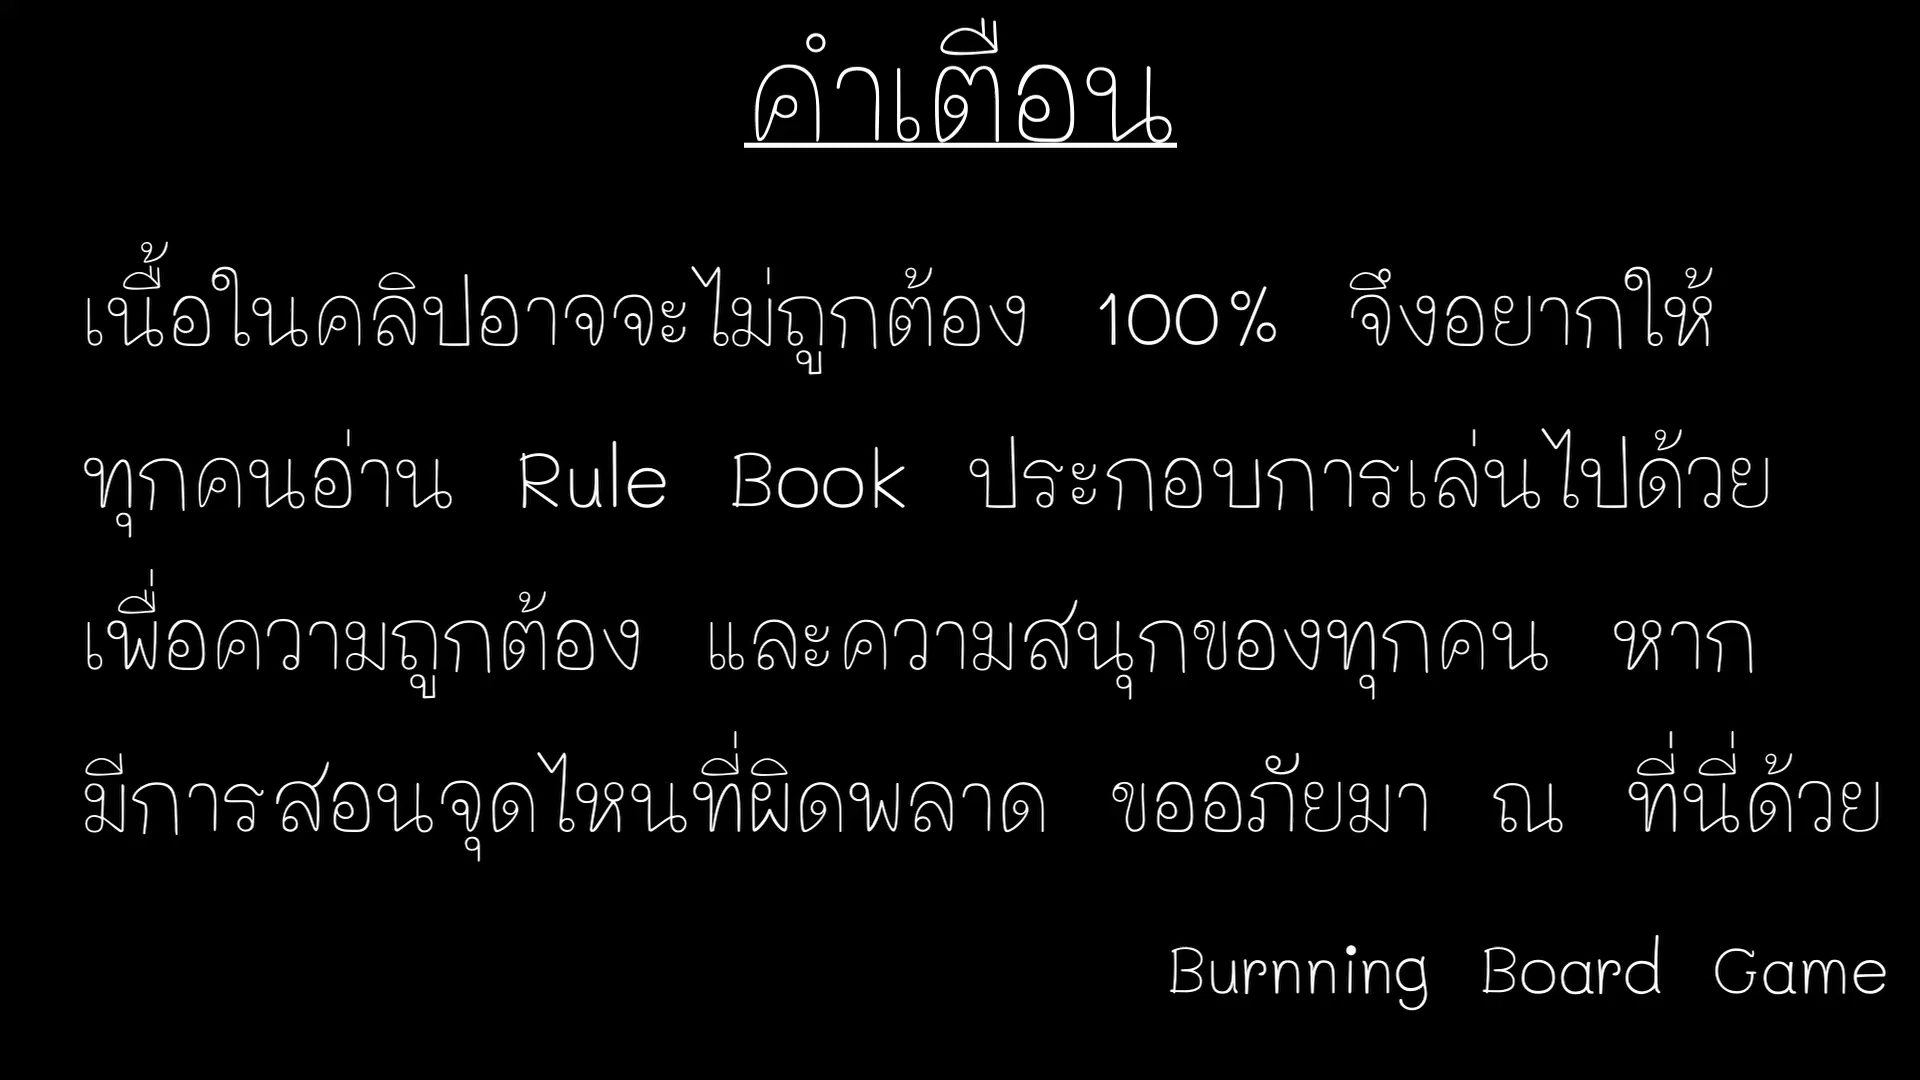 คำเตือน
เนื้อในคลิปอาจจะไม่ถูกต้อง 100% จึงอยากให้
ทุกคนอ่าน Rule Book ประกอบการเล่นไปด้วย
เพื่อความถูกต้อง และความสนุกของทุกคน หาก
มีการสอนจุดไหนที่ผิดพลาด ขออภัยมา ณ ที่นี่ด้วย
Burnning Board Game